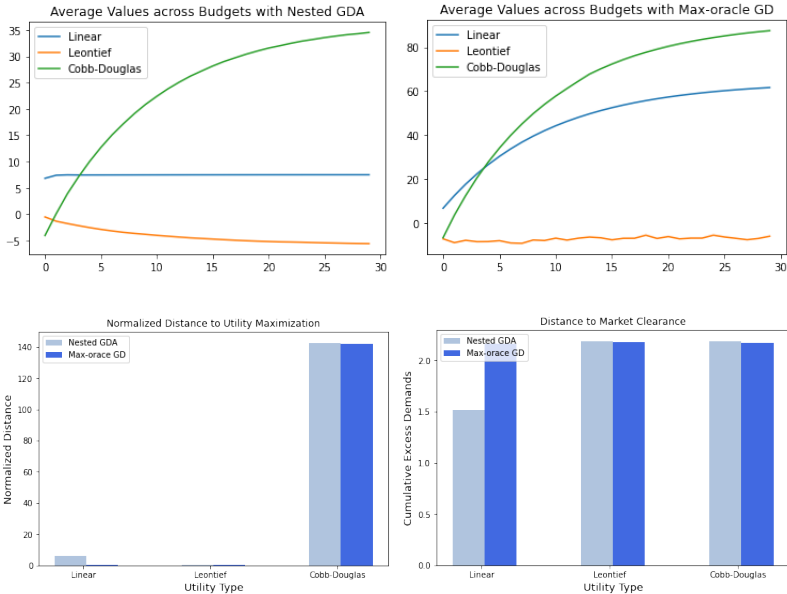 Average Values across Budgets with Nested GDA
35
30
25
20
15
10
5
0
−5
Linear
Leontief
Cobb-Douglas
0 5 10 15 20 25 30
Average Values across Budgets with Max-oracle GD
80
60
40
20
0
Linear
Leontief
Cobb-Douglas
0 5 10 15 20 25 30
Normalized Distance to Utility Maximization
Normalized Distance
140
120
100
80
60
40
20
0
Nested GDA
Max-orace GD
Linear Leontief Cobb-Douglas
Utility Type
Distance to Market Clearance
Cumulative Excess Demands
2.0
1.5
1.0
0.5
0.0
Nested GDA
Max-orace GD
Linear Leontief Cobb-Douglas
Utility Type